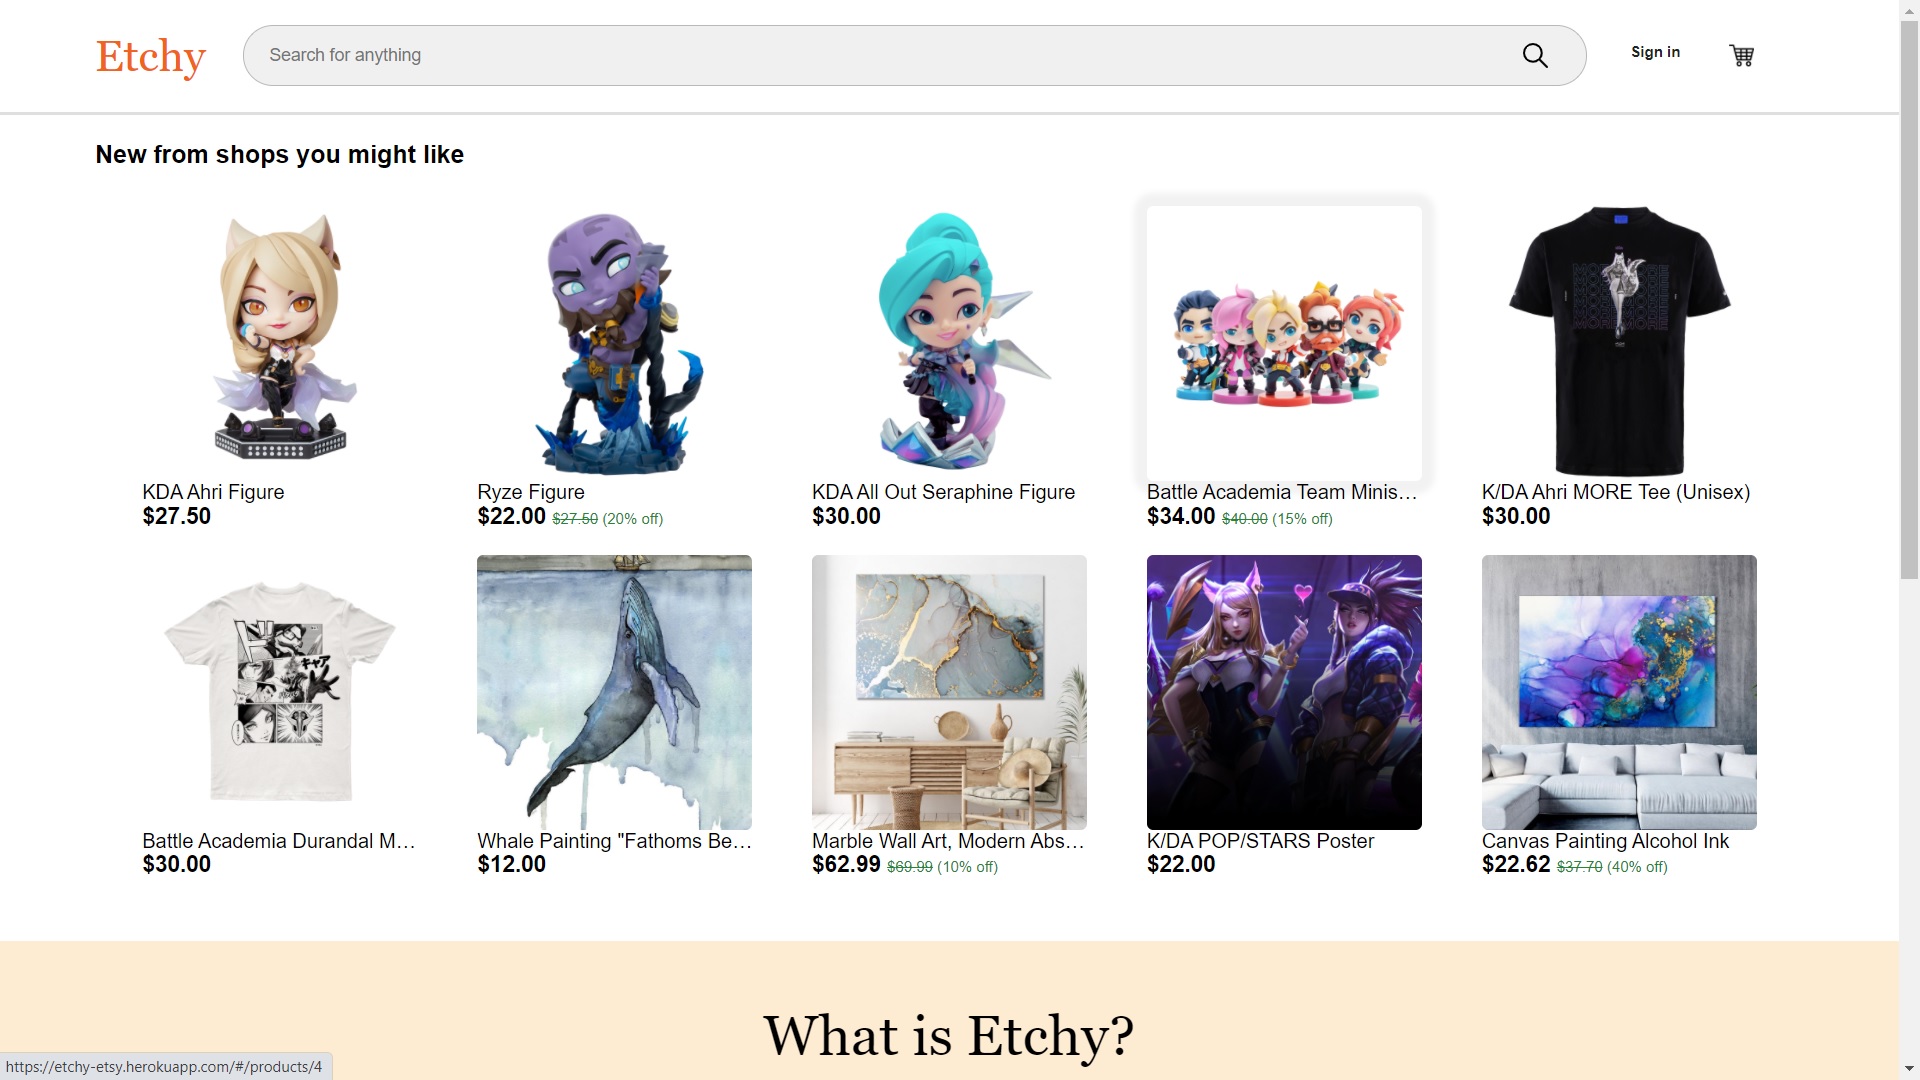 Etchy
Search for anything
Sign in
New from shops you might like
KDA Ahri Figure
$27.50
Ryze Figure
$22.00 $27.50 (20% off)
KDA All Out Seraphine Figure
$30.00
Battle Academia Team Minis…
$34.00 $40.00 (15% off)
K/DA Ahri MORE Tee (Unisex)
$30.00
キャア
Battle Academia Durandal M…
$30.00
Whale Painting "Fathoms Be…
$12.00
Marble Wall Art, Modern Abs…
$62.99 $69.99 (10% off)
K/DA POP/STARS Poster
$22.00
Canvas Painting Alcohol Ink
$22.62 $37.70 (40% off)
What is Etchy?
https://etchy-etsy.herokuapp.com/#/products/4